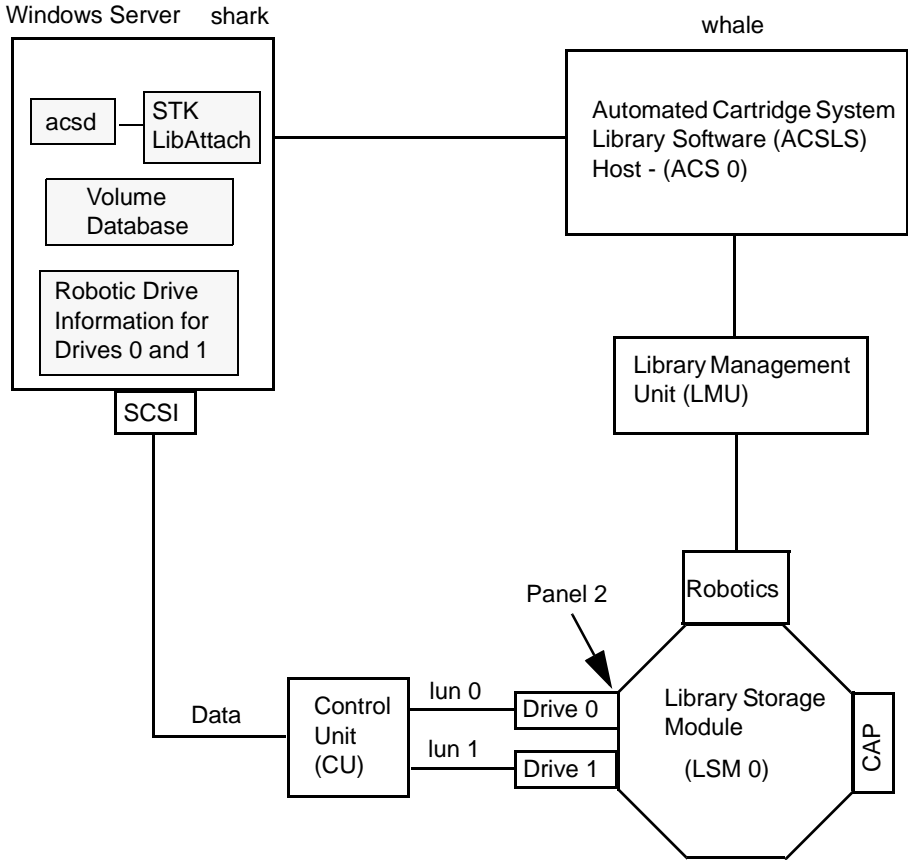 Windows Server shark
whale
acsd
STK
LibAttach
Automated Cartridge System
Library Software (ACSLS)
Host - (ACS 0)
Volume
Database
Robotic Drive
Information for
Drives 0 and 1
Library Management
Unit (LMU)
SCSI
Robotics
Panel 2
lun 0
Data
Control
Unit
(CU)
Drive 0
lun 1
Drive 1
Library Storage
Module
(LSM 0)
CAP